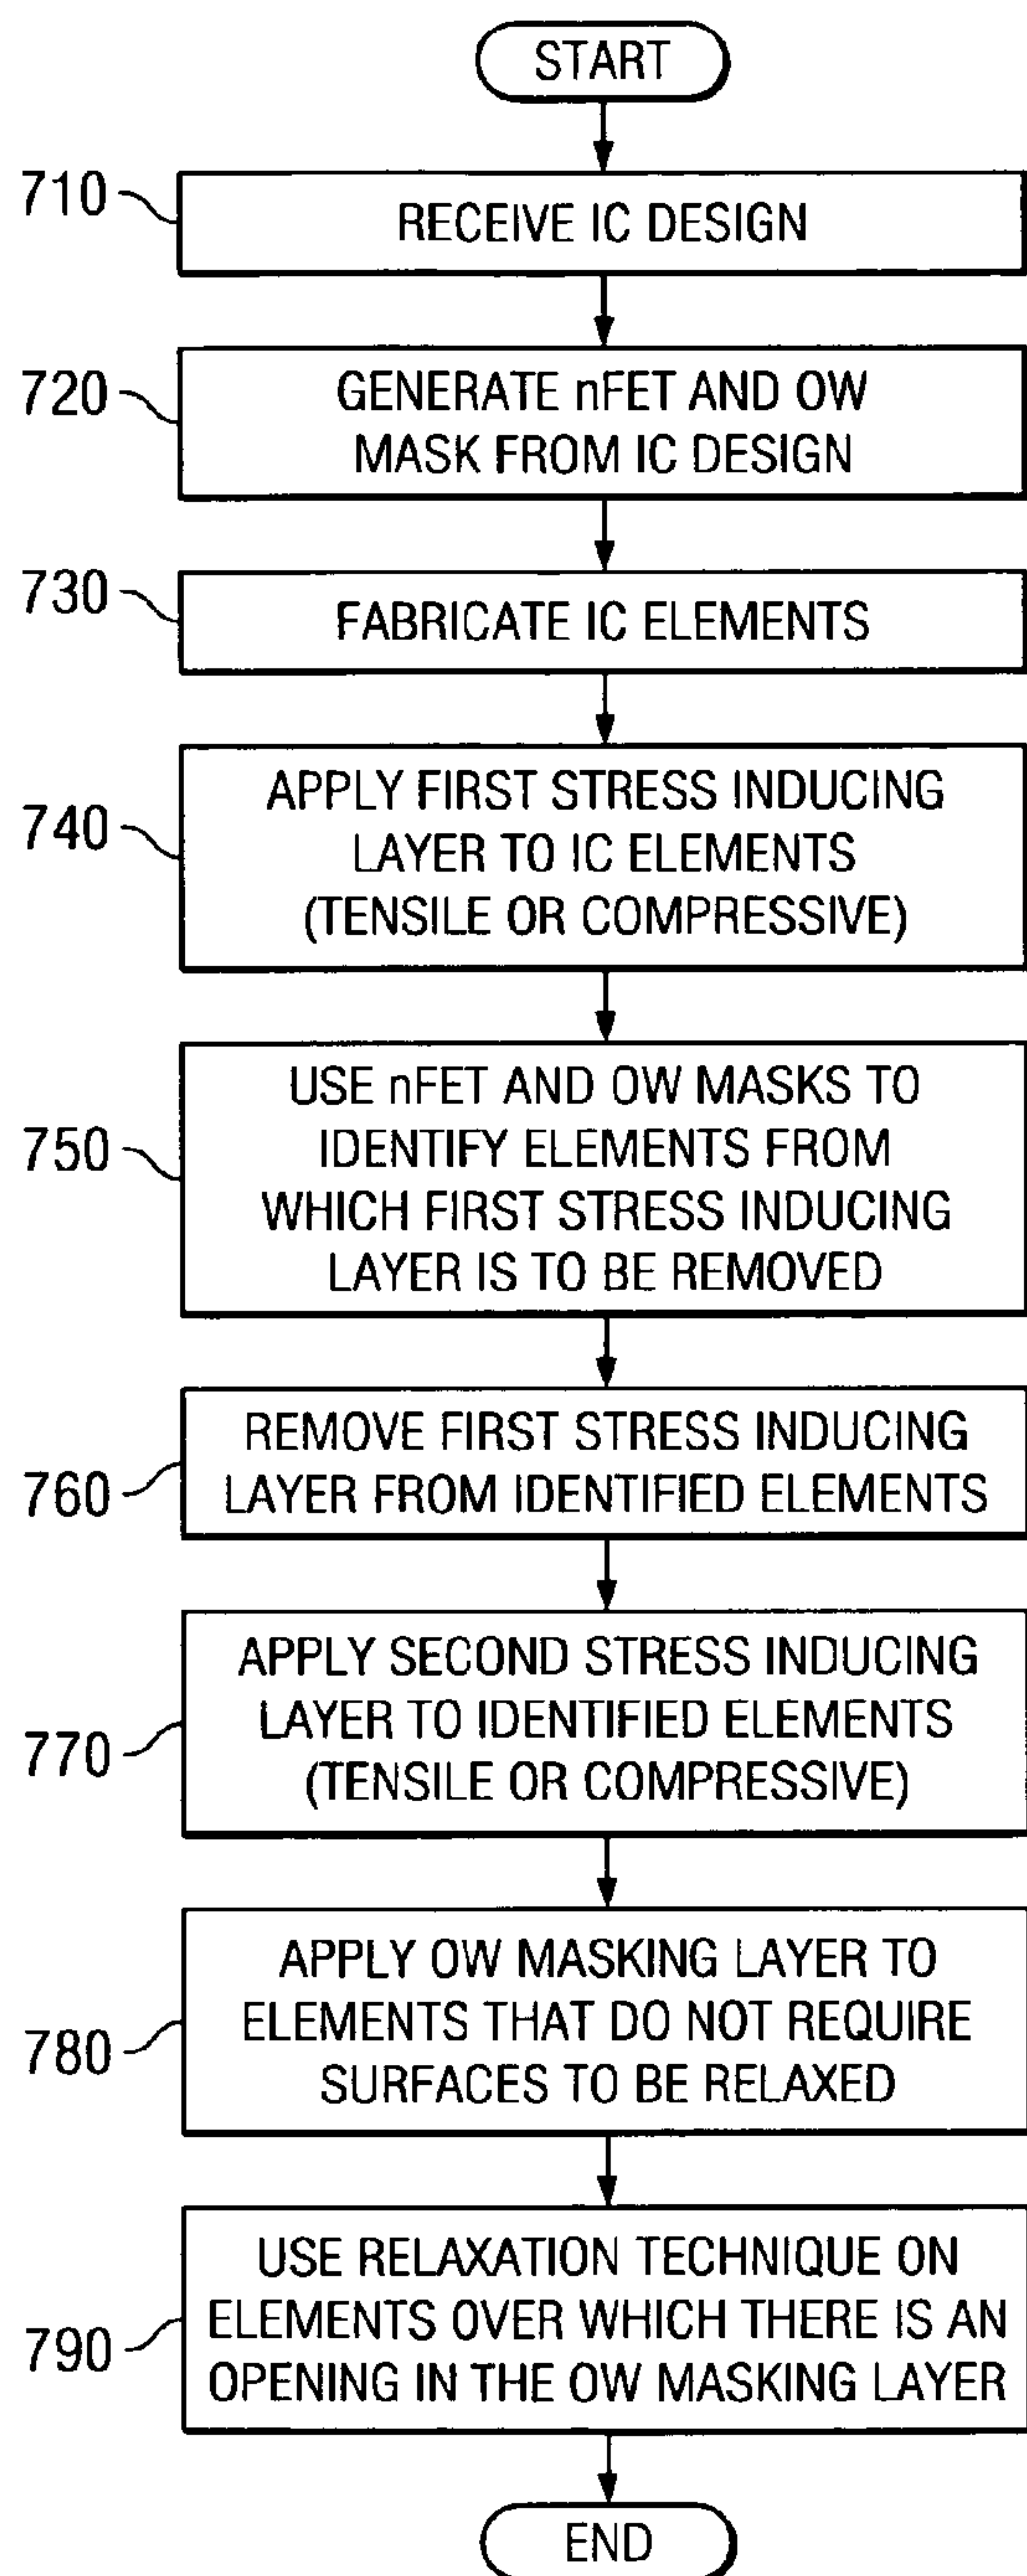 START
710
RECEIVE IC DESIGN
720
GENERATE nFET AND OW
MASK FROM IC DESIGN
730
FABRICATE IC ELEMENTS
740
APPLY FIRST STRESS INDUCING
LAYER TO IC ELEMENTS
(TENSILE OR COMPRESSIVE)
750
USE nFET AND OW MASKS TO
IDENTIFY ELEMENTS FROM
WHICH FIRST STRESS INDUCING
LAYER IS TO BE REMOVED
760
REMOVE FIRST STRESS INDUCING
LAYER FROM IDENTIFIED ELEMENTS
770
APPLY SECOND STRESS INDUCING
LAYER TO IDENTIFIED ELEMENTS
(TENSILE OR COMPRESSIVE)
780
APPLY OW MASKING LAYER TO
ELEMENTS THAT DO NOT REQUIRE
SURFACES TO BE RELAXED
790
USE RELAXATION TECHNIQUE ON
ELEMENTS OVER WHICH THERE IS AN
OPENING IN THE OW MASKING LAYER
END